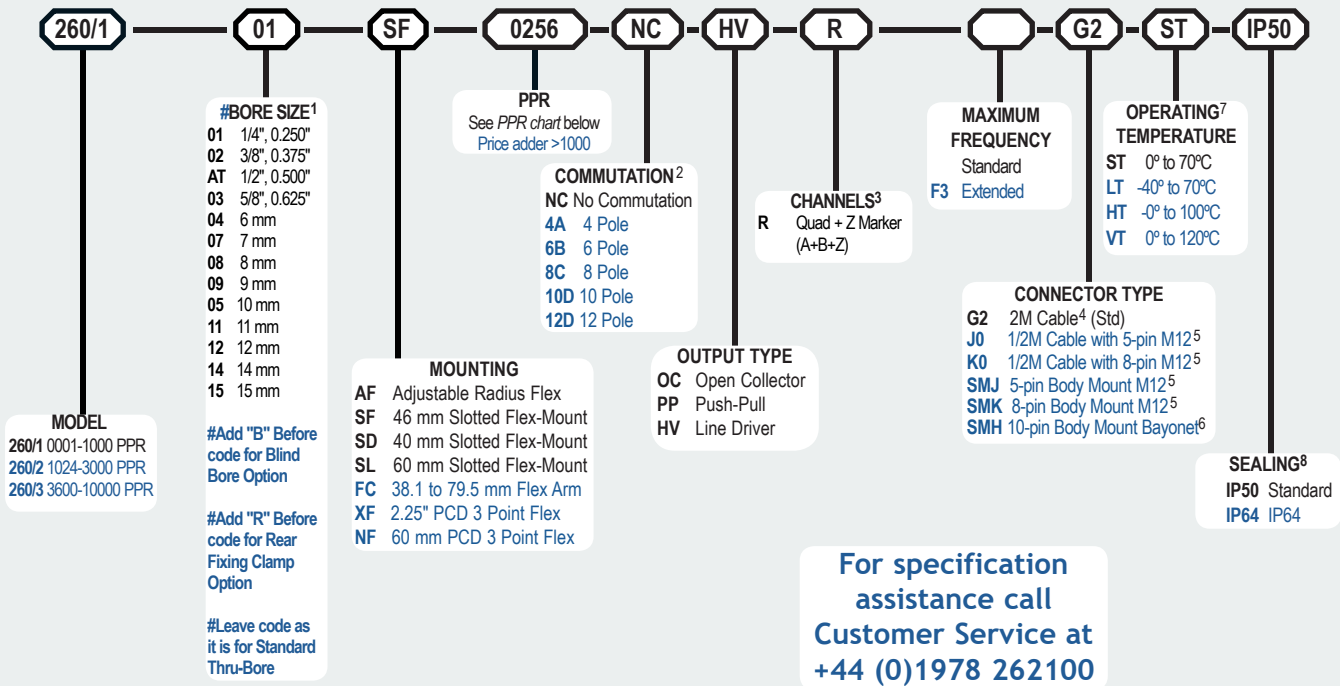 260/1 01 SF 0256 NC HV R G2 ST IP50
MODEL
260/1 0001-1000 PPR
260/2 1024-3000 PPR
260/3 3600-10000 PPR
#BORE SIZE1
01 1/4", 0.250"
02 3/8", 0.375"
AT 1/2", 0.500"
03 5/8", 0.625"
04 6 mm
07 7 mm
08 8 mm
09 9 mm
05 10 mm
11 11 mm
12 12 mm
14 14 mm
15 15 mm
#Add "B" Before
code for Blind
Bore Option
#Add "R" Before
code for Rear
Fixing Clamp
Option
#Leave code as
it is for Standard
Thru-Bore
MOUNTING
AF Adjustable Radius Flex
SF 46 mm Slotted Flex-Mount
SD 40 mm Slotted Flex-Mount
SL 60 mm Slotted Flex-Mount
FC 38.1 to 79.5 mm Flex Arm
XF 2.25" PCD 3 Point Flex
NF 60 mm PCD 3 Point Flex
PPR
See PPR chart below
Price adder >1000
COMMUTATION2
NC No Commutation
4A 4 Pole
6B 6 Pole
8C 8 Pole
10D 10 Pole
12D 12 Pole
OUTPUT TYPE
OC Open Collector
PP Push-Pull
HV Line Driver
CHANNELS3
R Quad + Z Marker
(A+B+Z)
MAXIMUM
FREQUENCY
Standard
F3 Extended
CONNECTOR TYPE
G2 2M Cable4 (Std)
J0 1/2M Cable with 5-pin M125
K0 1/2M Cable with 8-pin M125
SMJ 5-pin Body Mount M125
SMK 8-pin Body Mount M125
SMH 10-pin Body Mount Bayonet6
OPERATING7
TEMPERATURE
ST 0º to 70ºC
LT -40º to 70ºC
HT -0º to 100ºC
VT 0º to 120ºC
SEALING8
IP50 Standard
IP64 IP64
For specification
assistance call
Customer Service at
+44 (0)1978 262100